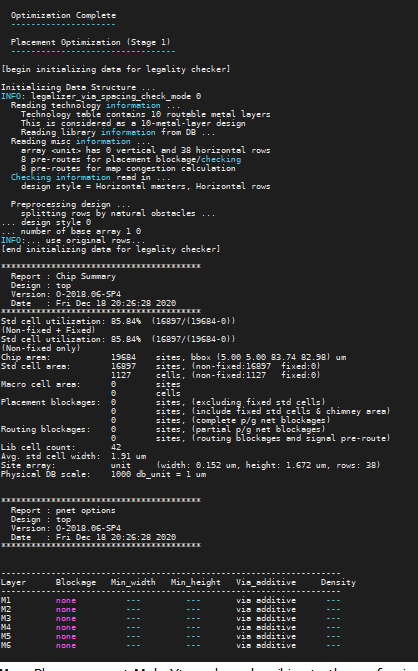 Optimization Complete
---------------------
Placement Optimization (Stage 1)
---------------------------------
[begin initializing data for legality checker]
Initializing Data Structure ...
INFO: legalizer_via_spacing_check_mode 0
Reading technology information ...
Technology table contains 10 routable metal layers
This is considered as a 10-metal-layer design
Reading library information from DB ...
Reading misc information ...
array <unit> has 0 vertical and 38 horizontal rows
8 pre-routes for placement blockage/checking
8 pre-routes for map congestion calculation
Checking information read in ...
design style = Horizontal masters, Horizontal rows
Preprocessing design ...
splitting rows by natural obstacles ...
... design style 0
... number of base array 1 0
INFO:... use original rows...
[end initializing data for legality checker]
****************************************
Report : Chip Summary
Design : top
Version: O-2018.06-SP4
Date : Fri Dec 18 20:26:28 2020
****************************************
Std cell utilization: 85.84% (16897/(19684-0))
(Non-fixed + Fixed)
Std cell utilization: 85.84% (16897/(19684-0))
(Non-fixed only)
Chip area: 19684 sites, bbox (5.00 5.00 83.74 82.98) um
Std cell area: 16897 sites, (non-fixed:16897 fixed:0)
1127 cells, (non-fixed:1127 fixed:0)
Macro cell area: 0 sites
0 cells
Placement blockages: 0 sites, (excluding fixed std cells)
0 sites, (include fixed std cells & chimney area)
0 sites, (complete p/g net blockages)
Routing blockages: 0 sites, (partial p/g net blockages)
0 sites, (routing blockages and signal pre-route)
Lib cell count: 42
Avg. std cell width: 1.91 um
Site array: unit (width: 0.152 um, height: 1.672 um, rows: 38)
Physical DB scale: 1000 db_unit = 1 um
****************************************
Report : pnet options
Design : top
Version: O-2018.06-SP4
Date : Fri Dec 18 20:26:28 2020
****************************************
--------------------------------------------------------------------
Layer Blockage Min_width Min_height Via_additive Density
--------------------------------------------------------------------
M1 none --- --- via additive ---
M2 none --- --- via additive ---
M3 none --- --- via additive ---
M4 none --- --- via additive ---
M5 none --- --- via additive ---
M6 none --- --- via additive ---